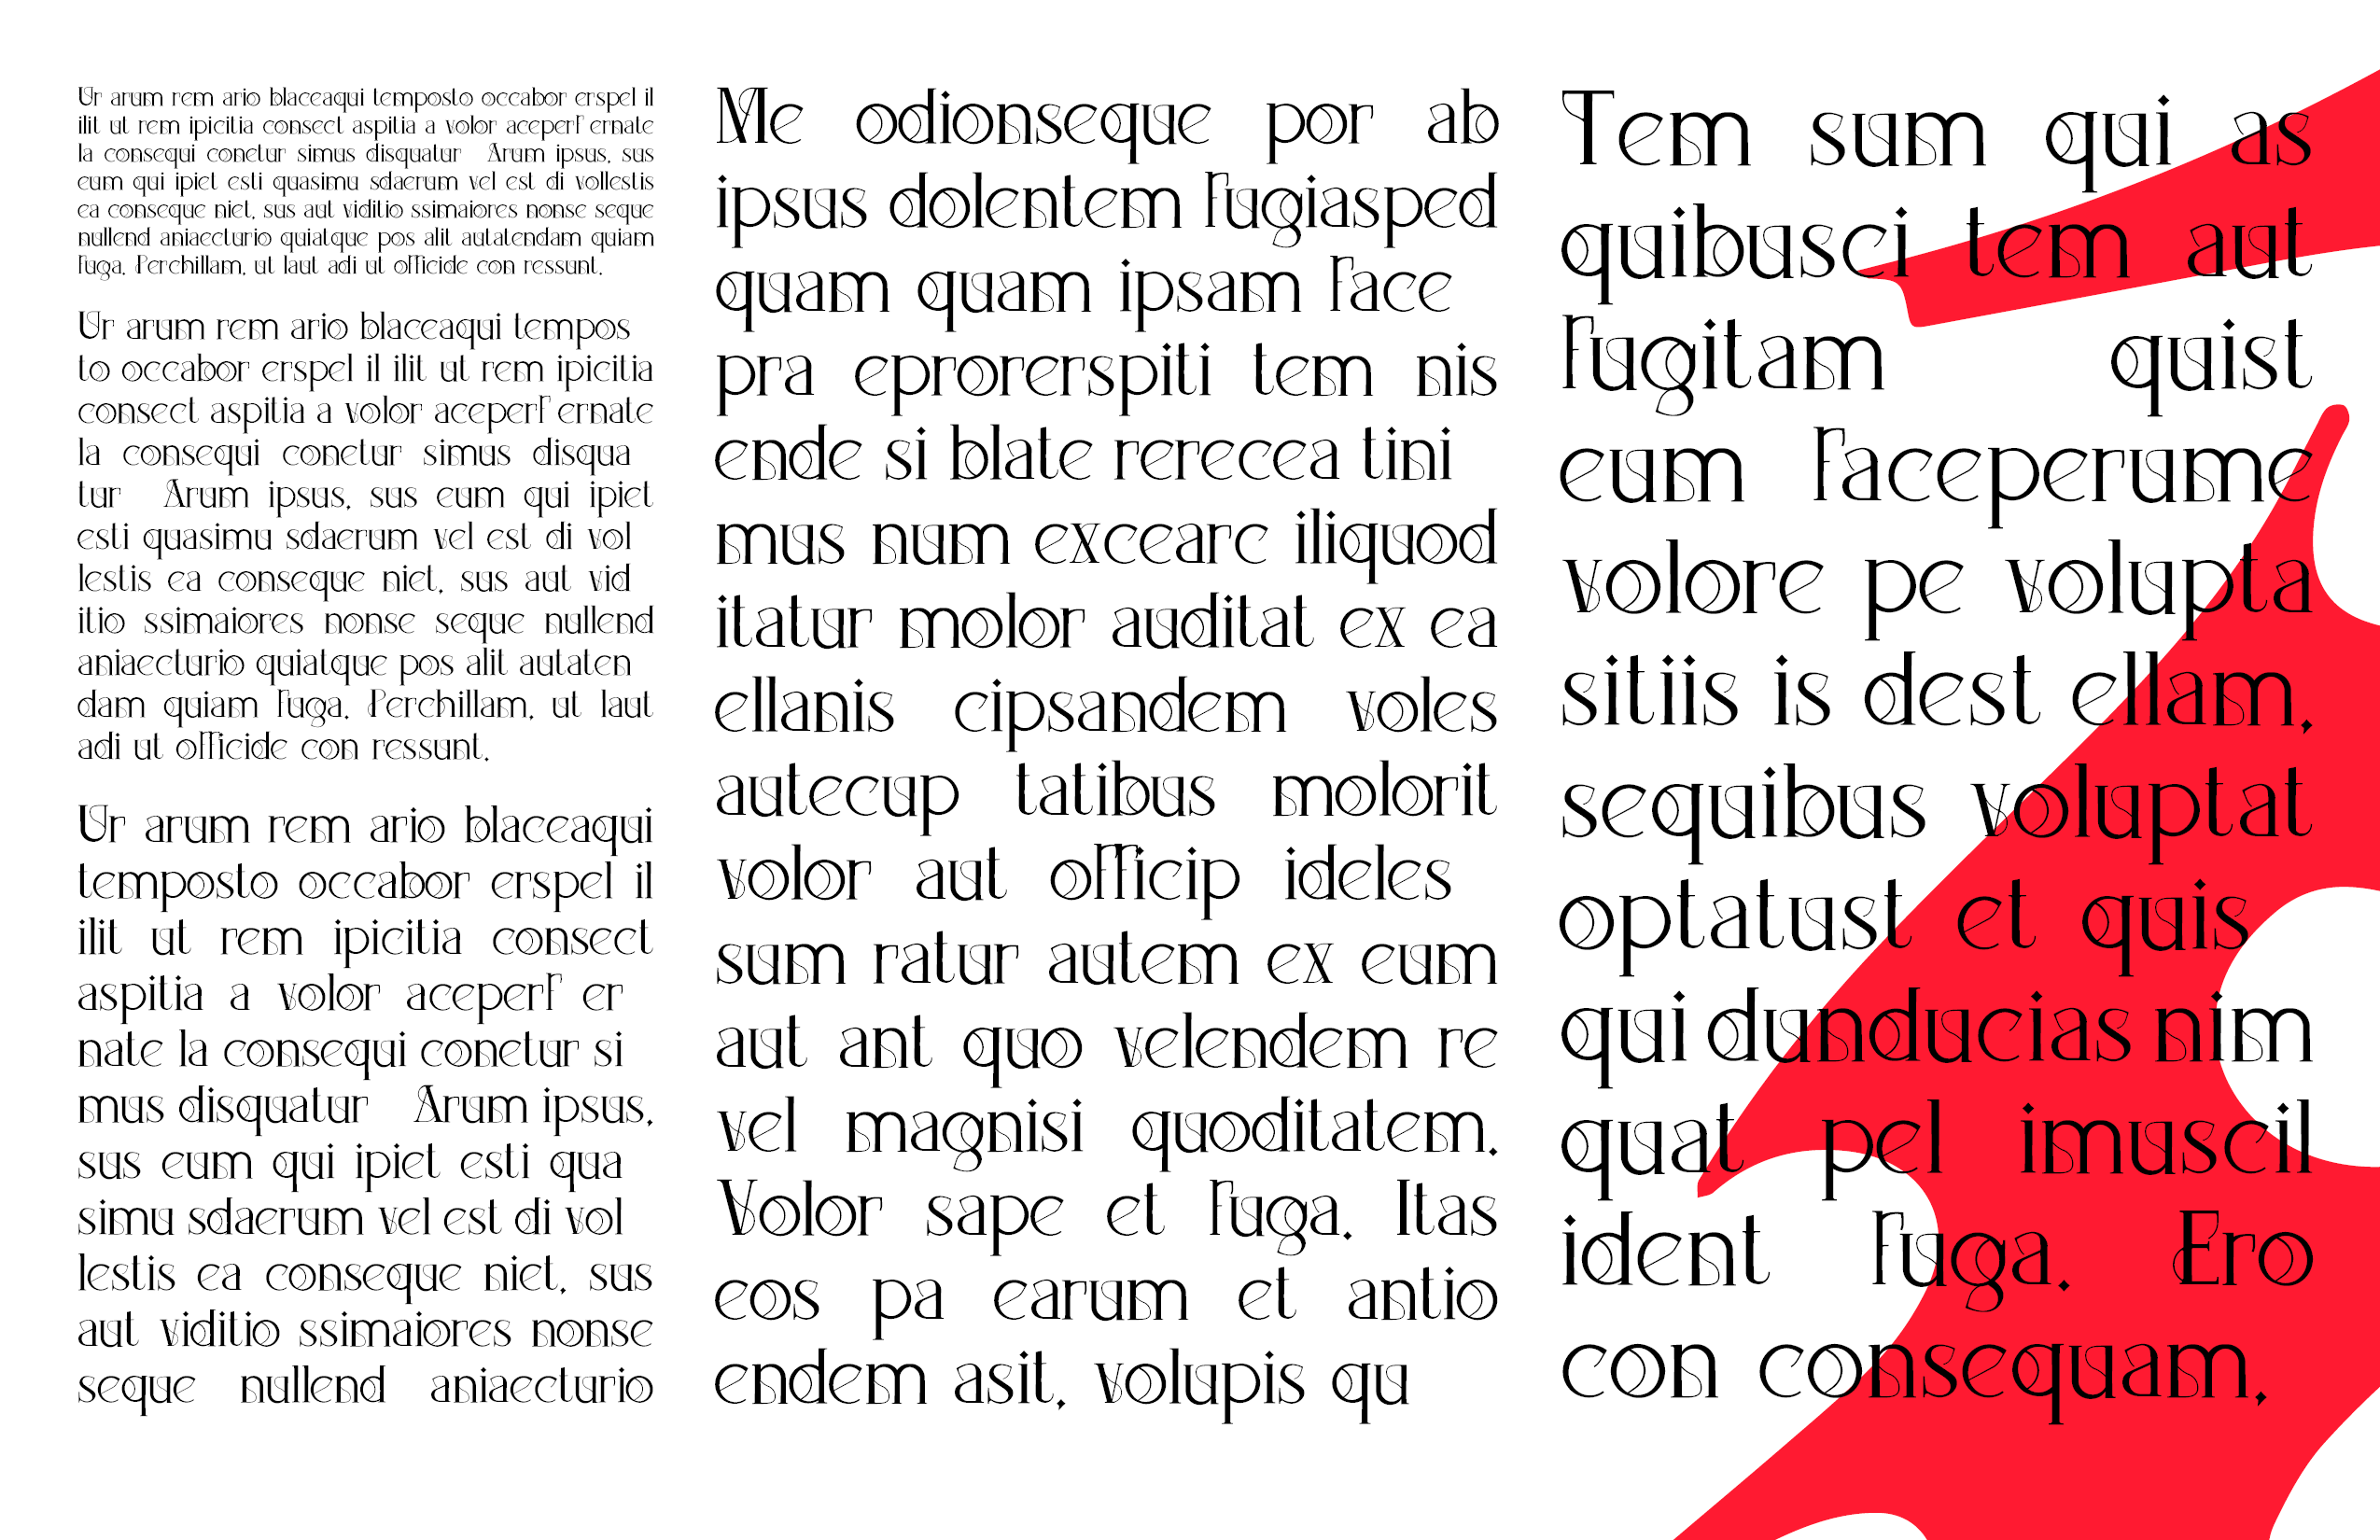 Ur arum rem ario blaceaqui temposto occabor erspel il
ilit ut rem ipicitia consect aspitia a volor aceperf ernate
la consequi conetur simus disquatur Arum ipsus, sus
eum qui ipiet esti quasimu sdaerum vel est di vollestis
ea conseque niet, sus aut viditio ssimaiores nonse seque
nullend aniaecturio quiatque pos alit autatendam quiam
fuga. Perchillam, ut laut adi ut officide con ressunt.
Ur arum rem ario blaceaqui tempos
to occabor erspel il ilit ut rem ipicitia
consect aspitia a volor aceperf ernate
la consequi conetur simus disqua
tur Arum ipsus, sus eum qui ipiet
esti quasimu sdaerum vel est di vol
lestis ea conseque niet, sus aut vid
itio ssimaiores nonse seque nullend
aniaecturio quiatque pos alit autaten
dam quiam fuga. Perchillam, ut laut
adi ut officide con ressunt.
Ur arum rem ario blaceaqui
temposto occabor erspel il
ilit ut rem ipicitia consect
aspitia a volor aceperf er
nate la consequi conetur si
mus disquatur Arum ipsus,
sus eum qui ipiet esti qua
simu sdaerum vel est di vol
lestis ea conseque niet, sus
aut viditio ssimaiores nonse
seque nullend aniaecturio
Me odionseque por ab
ipsus dolentem fugiasped
quam quam ipsam face
pra eprorerspiti tem nis
ende si blate rerecea tini
mus num excearc iliquod
itatur molor auditat ex ea
ellanis cipsandem voles
autecup tatibus molorit
volor aut officip ideles
sum ratur autem ex eum
aut ant quo velendem re
vel magnisi quoditatem.
Volor sape et fuga. Itas
eos pa earum et antio
endem asit, volupis qu
Tem sum qui as
quibusci tem aut
fugitam quist
eum faceperume
volore pe volupta
sitiis is dest ellam,
sequibus voluptat
optatust et quis
qui dunducias nim
quat pel imuscil
ident fuga. Ero
con consequam,